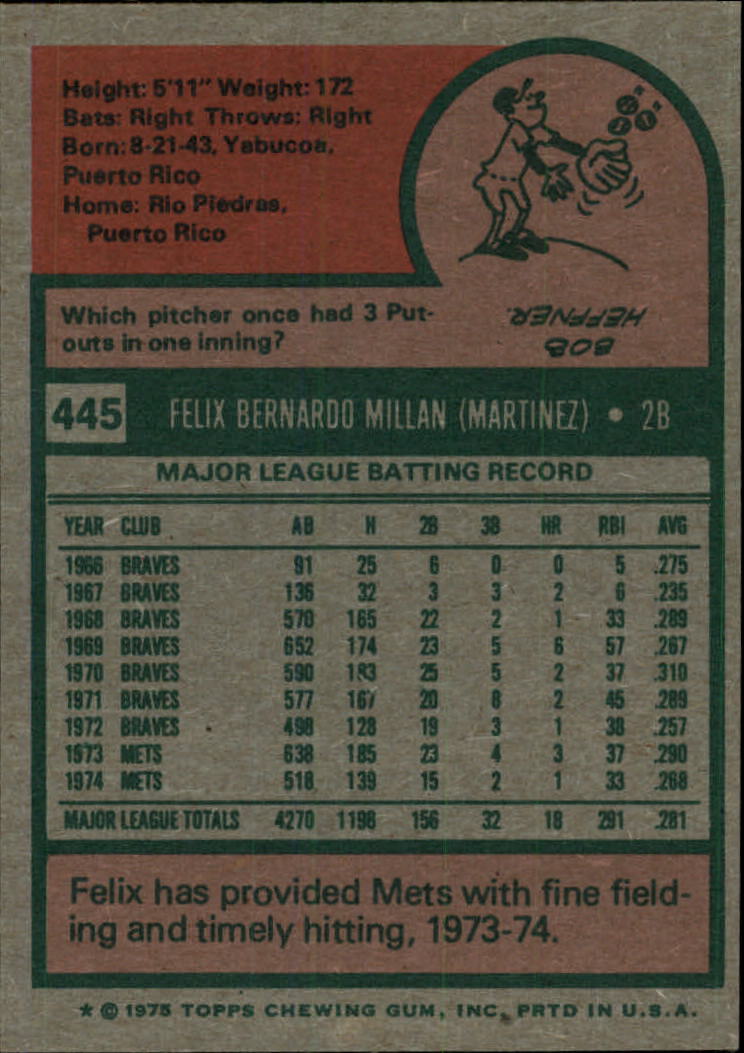 Height: 5'11" Weight: 172
Bats: Right Throws: Right
Born: 8-21-43, Yabucoa,
Puerto Rico
Home: Rio Piedras,
Puerto Rico
Which pitcher once had 3 Put-
outs in one inning?
BOB
HEFFNER.
445 FELIX BERNARDO MILLAN (MARTINEZ) • 2B
MAJOR LEAGUE BATTING RECORD
YEAR CLUB AB H 2B 3B HR RBI AVG
1966 BRAVES 91 25 6 0 0 5 .275
1967 BRAVES 136 32 3 3 2 6 .235
1968 BRAVES 570 165 22 2 1 33 .289
1969 BRAVES 652 174 23 5 6 57 .267
1970 BRAVES 590 183 25 5 2 37 .310
1971 BRAVES 577 167 20 8 2 45 .289
1972 BRAVES 498 128 19 3 1 38 .257
1973 METS 638 185 23 4 3 37 .290
1974 METS 518 139 15 2 1 33 .268
MAJOR LEAGUE TOTALS 4270 1198 156 32 18 291 .281
Felix has provided Mets with fine field-
ing and timely hitting, 1973-74.
* © 1975 TOPPS CHEWING GUM, INC. PRTD IN U.S.A.